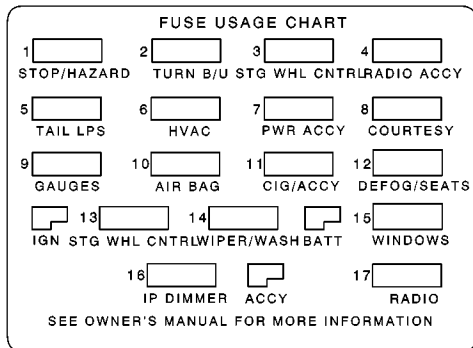 FUSE USAGE CHART
1 2 3 4
STOP/HAZARD TURN B/U STG WHL CNTRL RADIO ACCY
5 6 7 8
TAIL LPS HVAC PWR ACCY COURTESY
9 10 11 12
GAUGES AIR BAG CIG/ACCY DEFOG/SEATS
13 14 15
IGN STG WHL CNTRL WIPER/WASH BATT WINDOWS
16 17
IP DIMMER ACCY RADIO
SEE OWNER'S MANUAL FOR MORE INFORMATION